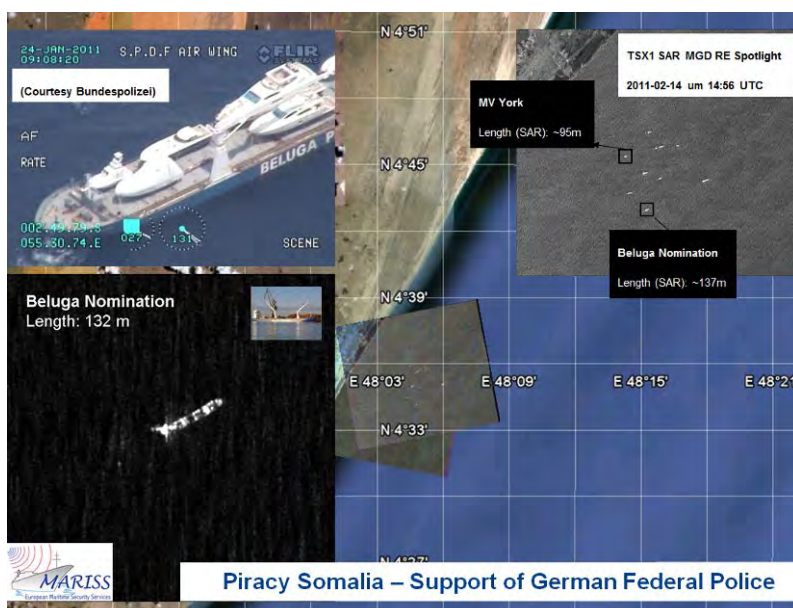 24-JAN-2011 S.P.D.F AIR WING FLIR
09:08:20 SYSTEMS
(Courtesy Bundespolizei)
AF
RATE
BELUGA P
002.49.79.S
055.30.74.E
027
131
SCENE
Beluga Nomination
Length: 132 m
N 4°51'
N 4°45'
N 4°39'
E 48°03'
E 48°09'
E 48°15'
E 48°21
N 4°33'
N 4°27'
TSX1 SAR MGD RE Spotlight
2011-02-14 um 14:56 UTC
MV York
Length (SAR): ~95m
Beluga Nomination
Length (SAR): ~137m
MARISS
European Maritime Security Services
Piracy Somalia – Support of German Federal Police